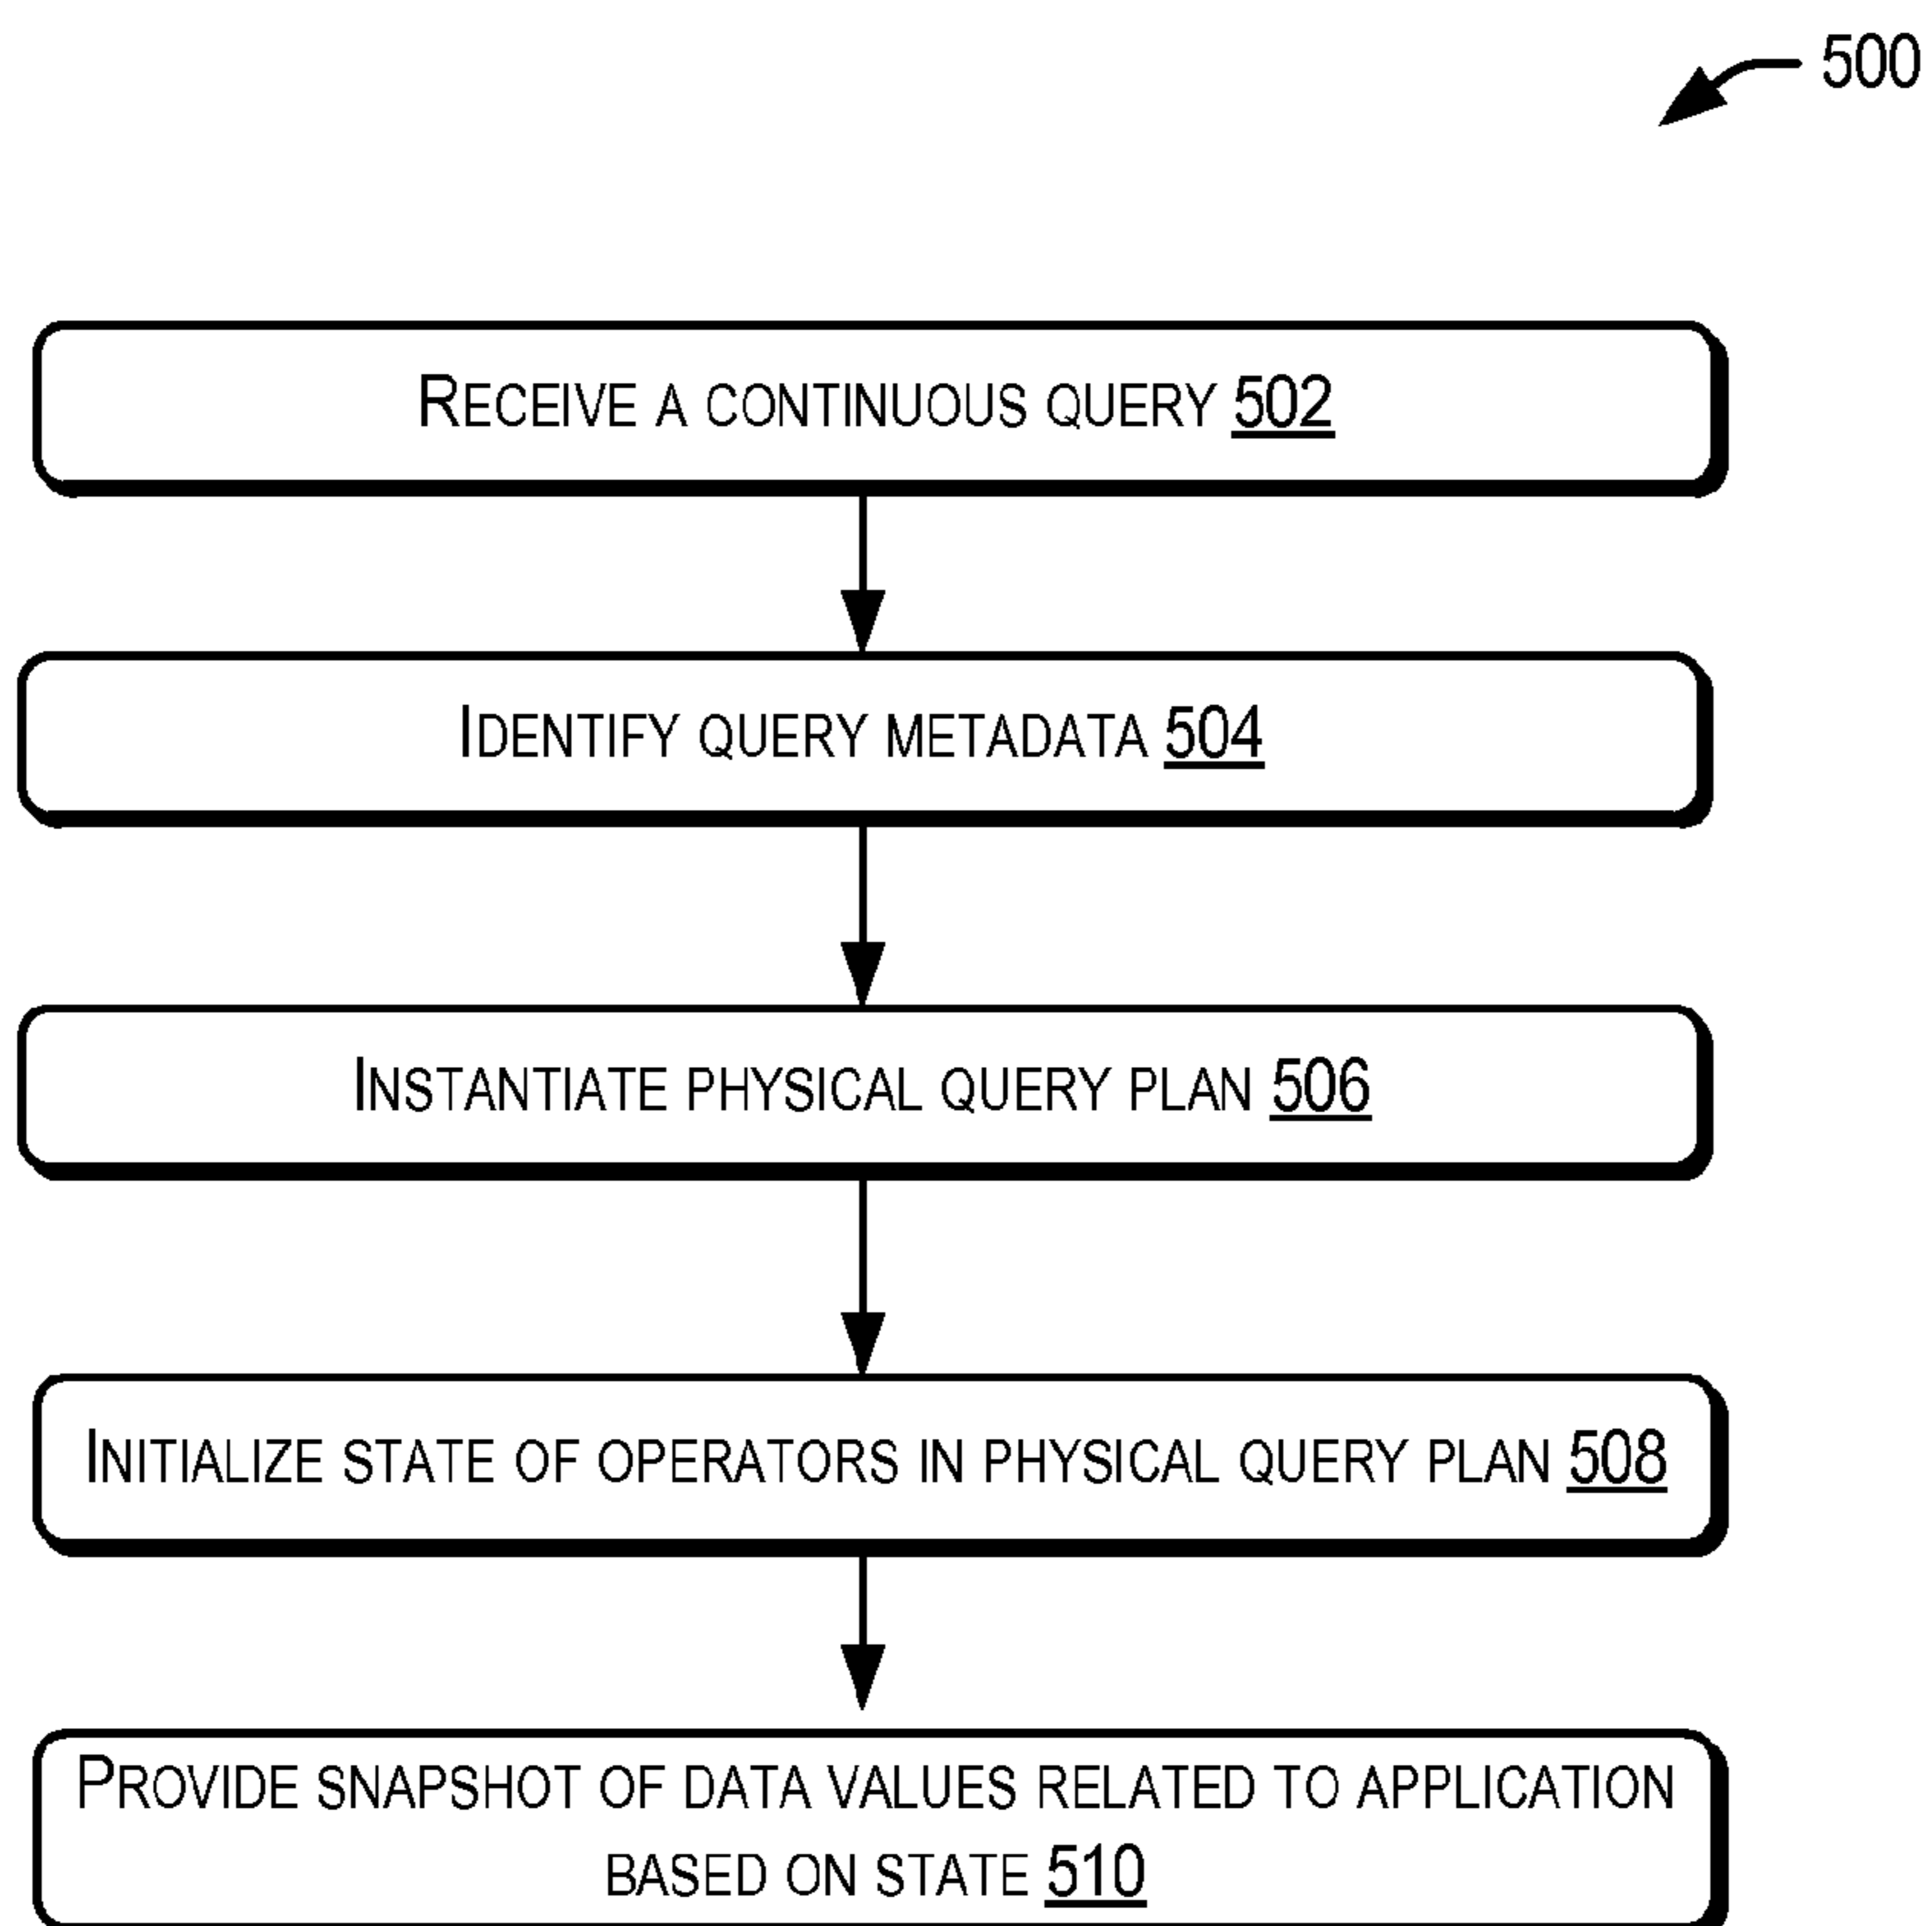 500
RECEIVE A CONTINUOUS QUERY 502
IDENTIFY QUERY METADATA 504
INSTANTIATE PHYSICAL QUERY PLAN 506
INITIALIZE STATE OF OPERATORS IN PHYSICAL QUERY PLAN 508
PROVIDE SNAPSHOT OF DATA VALUES RELATED TO APPLICATION
BASED ON STATE 510